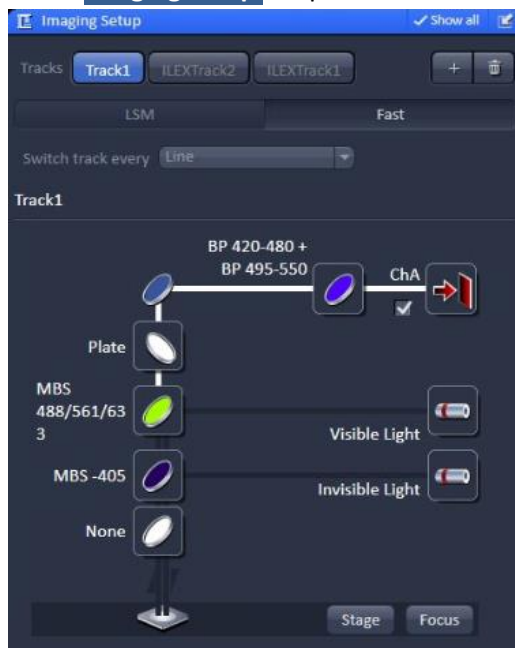 Imaging Setup
Show all
Tracks Track1 ILEXTrack2 ILEXTrack1 +
LSM Fast
Switch track every Line
Track1
BP 420-480 +
BP 495-550
ChA
Plate
MBS
488/561/63
3
Visible Light
MBS -405
Invisible Light
None
Stage Focus